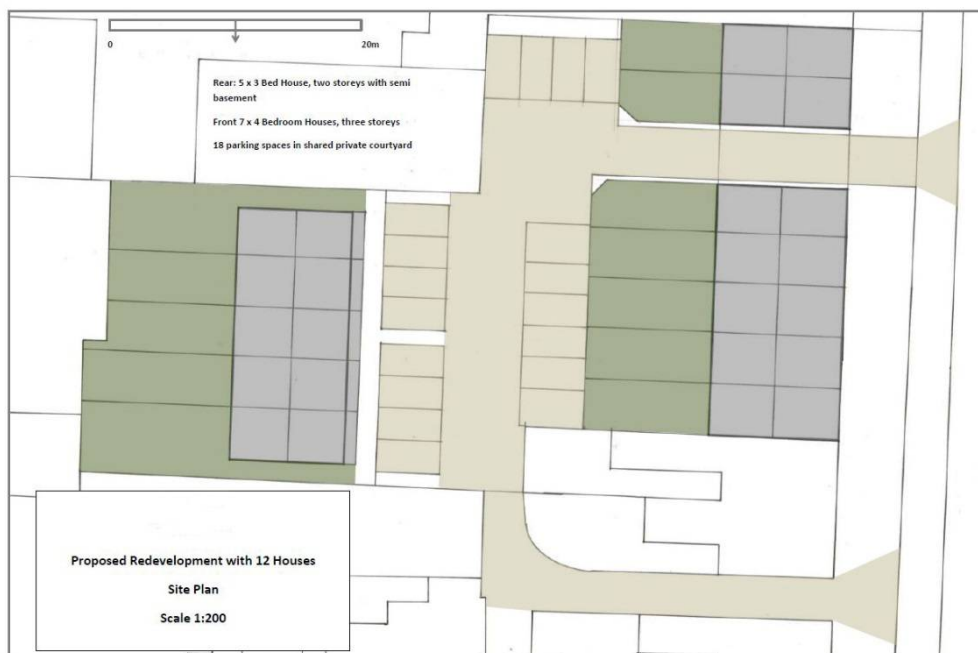 0 20m
Rear: 5 x 3 Bed House, two storeys with semi
basement
Front 7 x 4 Bedroom Houses, three storeys
18 parking spaces in shared private courtyard
Proposed Redevelopment with 12 Houses
Site Plan
Scale 1:200